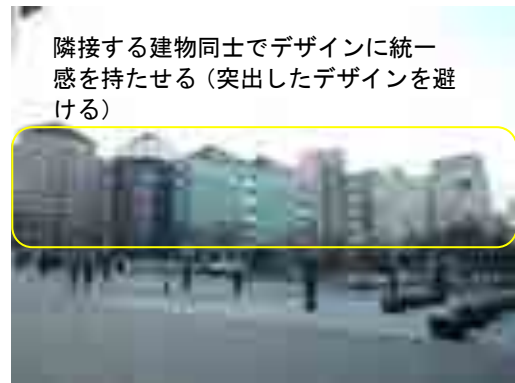 隣接する建物同士でデザインに統一
感を持たせる（突出したデザインを避
ける）